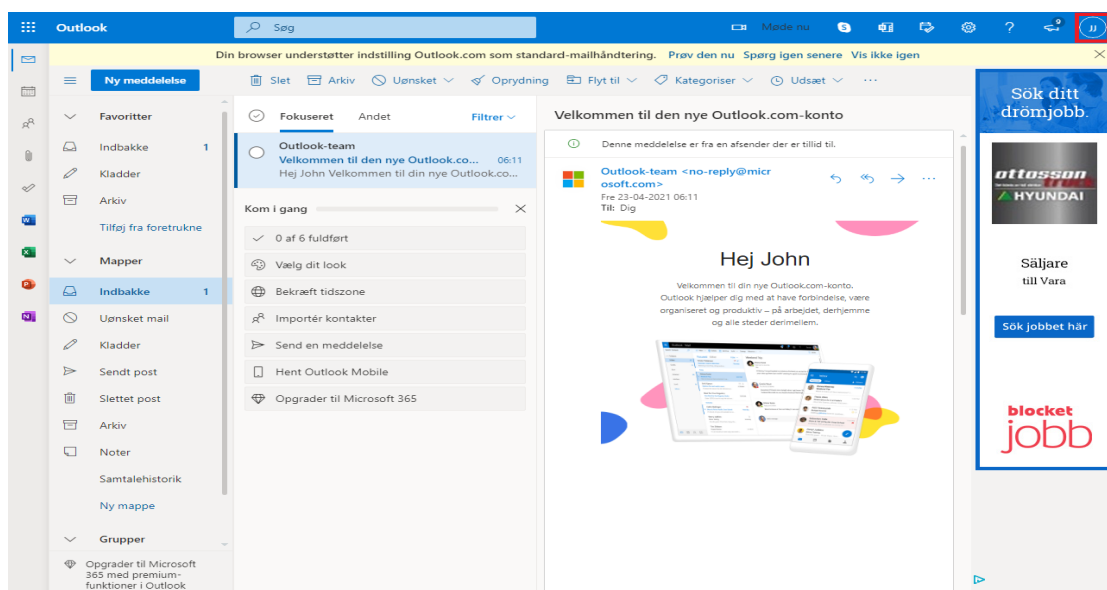 Outlook
Søg
Møde nu
9
JJ
Din browser understøtter indstilling Outlook.com som standard-mailhåndtering. Prøv den nu Spørg igen senere Vis ikke igen
Ny meddelelse
Slet Arkiv Uønsket Oprydning Flyt til Kategoriser Udsæt
Favoritter
Indbakke 1
Kladder
Arkiv
Tilføj fra foretrukne
Mapper
Indbakke 1
Uønsket mail
Kladder
Sendt post
Slettet post
Arkiv
Noter
Samtalehistorik
Ny mappe
Grupper
Opgrader til Microsoft
365 med premium-
funktioner i Outlook
Fokuseret Andet Filtrer
Outlook-team
Velkommen til den nye Outlook.co... 06:11
Hej John Velkommen til din nye Outlook.co...
Kom i gang
0 af 6 fuldført
Vælg dit look
Bekræft tidszone
Importér kontakter
Send en meddelelse
Hent Outlook Mobile
Opgrader til Microsoft 365
Velkommen til den nye Outlook.com-konto
Denne meddelelse er fra en afsender der er tillid til.
Outlook-team <no-reply@micr
osoft.com>
Fre 23-04-2021 06:11
Til: Dig
Hej John
Velkommen til din nye Outlook.com-konto.
Outlook hjælper dig med at have forbindelse, være
organiseret og produktiv – på arbejdet, derhjemme
og alle steder derimellem.
Sök ditt
drömjobb.
ottosson
truck
HYUNDAI
Säljare
till Vara
Sök jobbet här
blocket
jobb